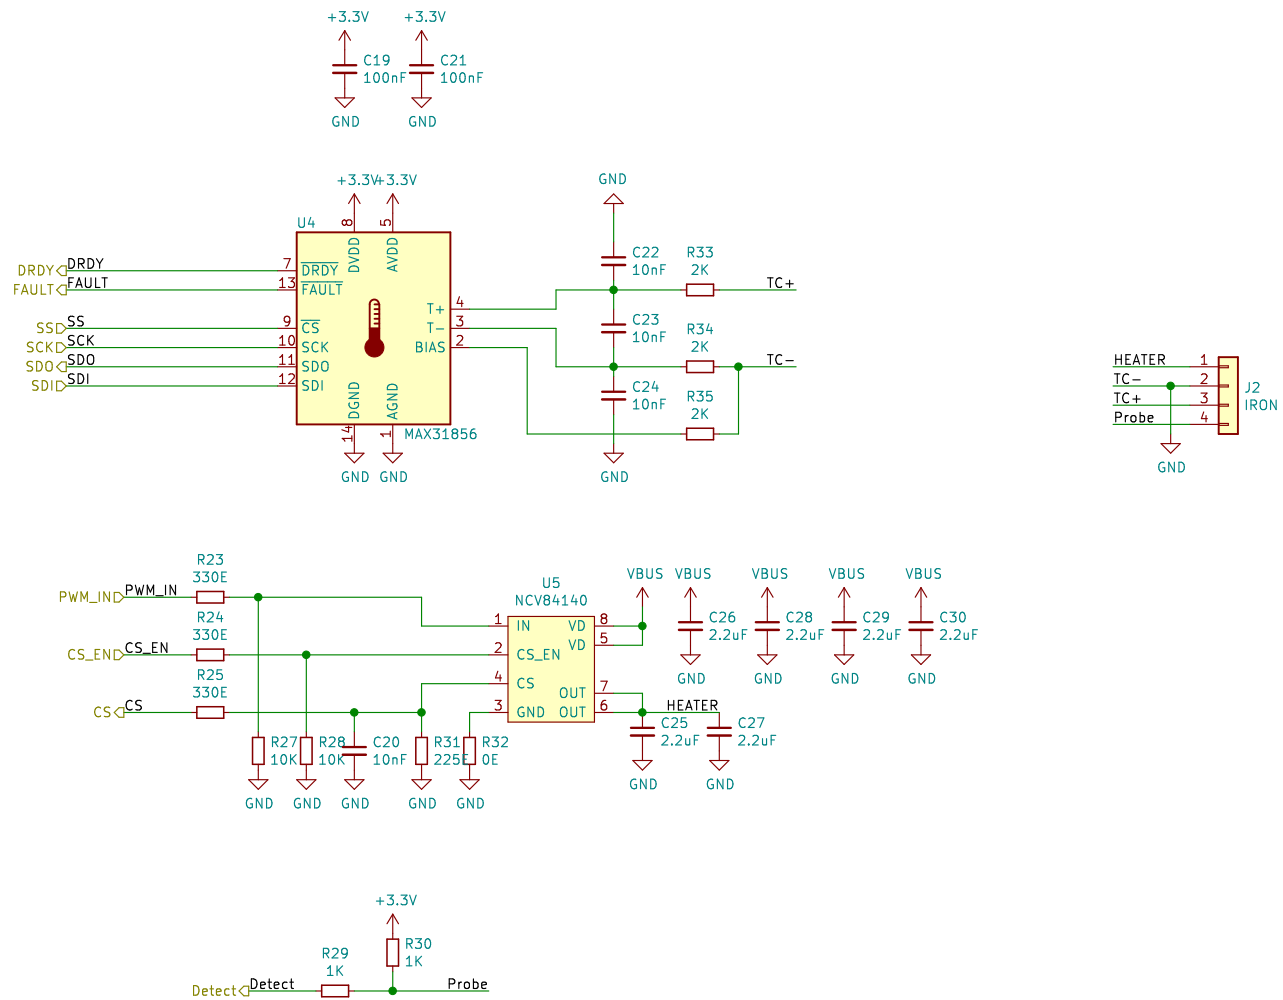 +3.3V
+3.3V
C19
100nF
C21
100nF
GND
GND
+3.3V
+3.3V
U4
8
5
DVDD
AVDD
DRDY
DRDY
7
DRDY
FAULT
FAULT
13
FAULT
SS
SS
9
CS
SCK
SCK
10
SCK
SDO
SDO
11
SDO
SDI
SDI
12
SDI
T+
4
T-
3
BIAS
2
DGND
AGND
14
1
MAX31856
GND
GND
GND
C22
10nF
R33
2K
TC+
C23
10nF
R34
2K
TC-
C24
10nF
R35
2K
GND
HEATER
1
TC-
2
TC+
3
Probe
4
J2
IRON
GND
R23
330E
PWM_IN
PWM_IN
R24
330E
CS_EN
CS_EN
R25
330E
CS
CS
U5
NCV84140
1
IN
VD
8
VD
5
2
CS_EN
4
CS
OUT
7
3
GND
OUT
6
VBUS
VBUS
VBUS
VBUS
VBUS
C26
2.2uF
C28
2.2uF
C29
2.2uF
C30
2.2uF
GND
GND
GND
GND
HEATER
C25
2.2uF
C27
2.2uF
GND
GND
R27
10K
R28
10K
C20
10nF
R31
225E
R32
0E
GND
GND
GND
GND
GND
+3.3V
R30
1K
R29
1K
Detect
Detect
Probe